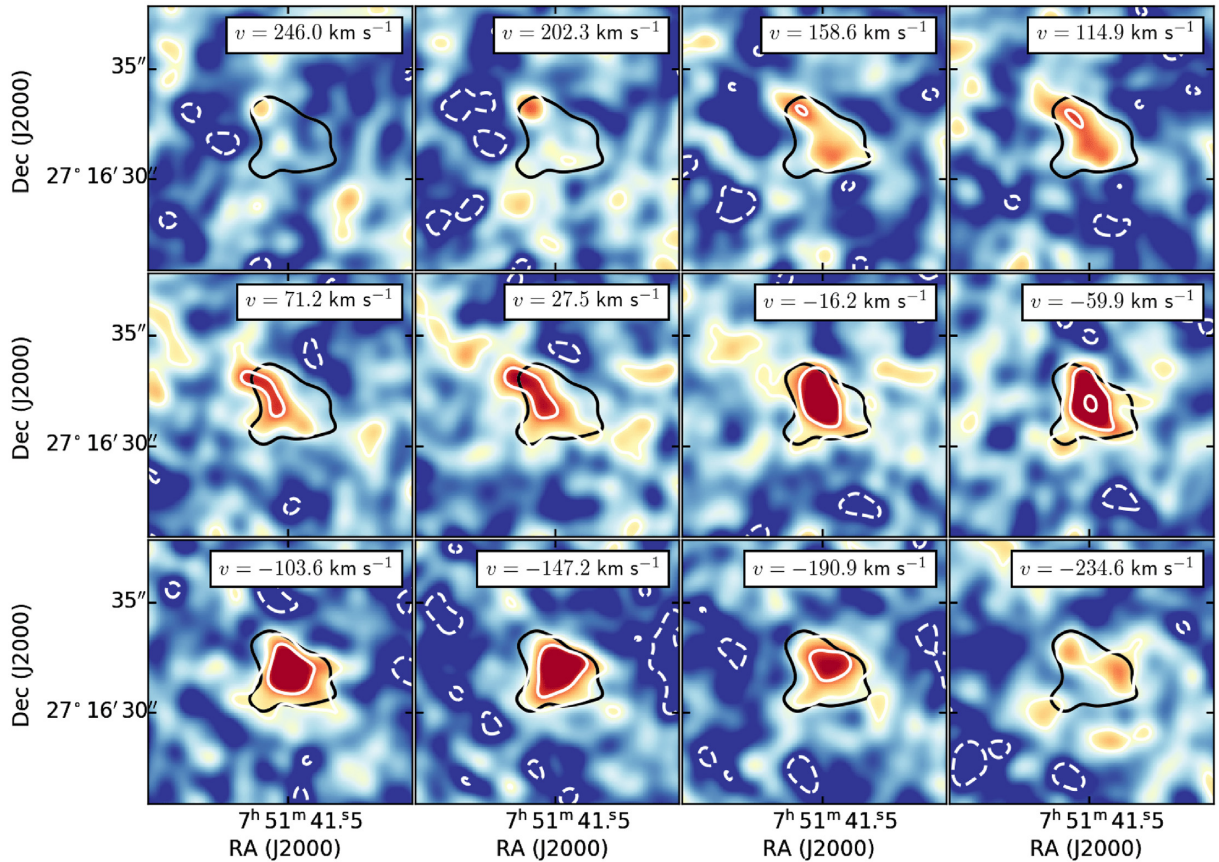 v = 246.0 km s⁻¹
v = 202.3 km s⁻¹
v = 158.6 km s⁻¹
v = 114.9 km s⁻¹
35″
Dec (J2000)
27° 16′ 30″
v = 71.2 km s⁻¹
v = 27.5 km s⁻¹
v = −16.2 km s⁻¹
v = −59.9 km s⁻¹
35″
Dec (J2000)
27° 16′ 30″
v = −103.6 km s⁻¹
v = −147.2 km s⁻¹
v = −190.9 km s⁻¹
v = −234.6 km s⁻¹
35″
Dec (J2000)
27° 16′ 30″
7ʰ 51ᵐ 41.ˢ5
7ʰ 51ᵐ 41.ˢ5
7ʰ 51ᵐ 41.ˢ5
7ʰ 51ᵐ 41.ˢ5
RA (J2000)
RA (J2000)
RA (J2000)
RA (J2000)